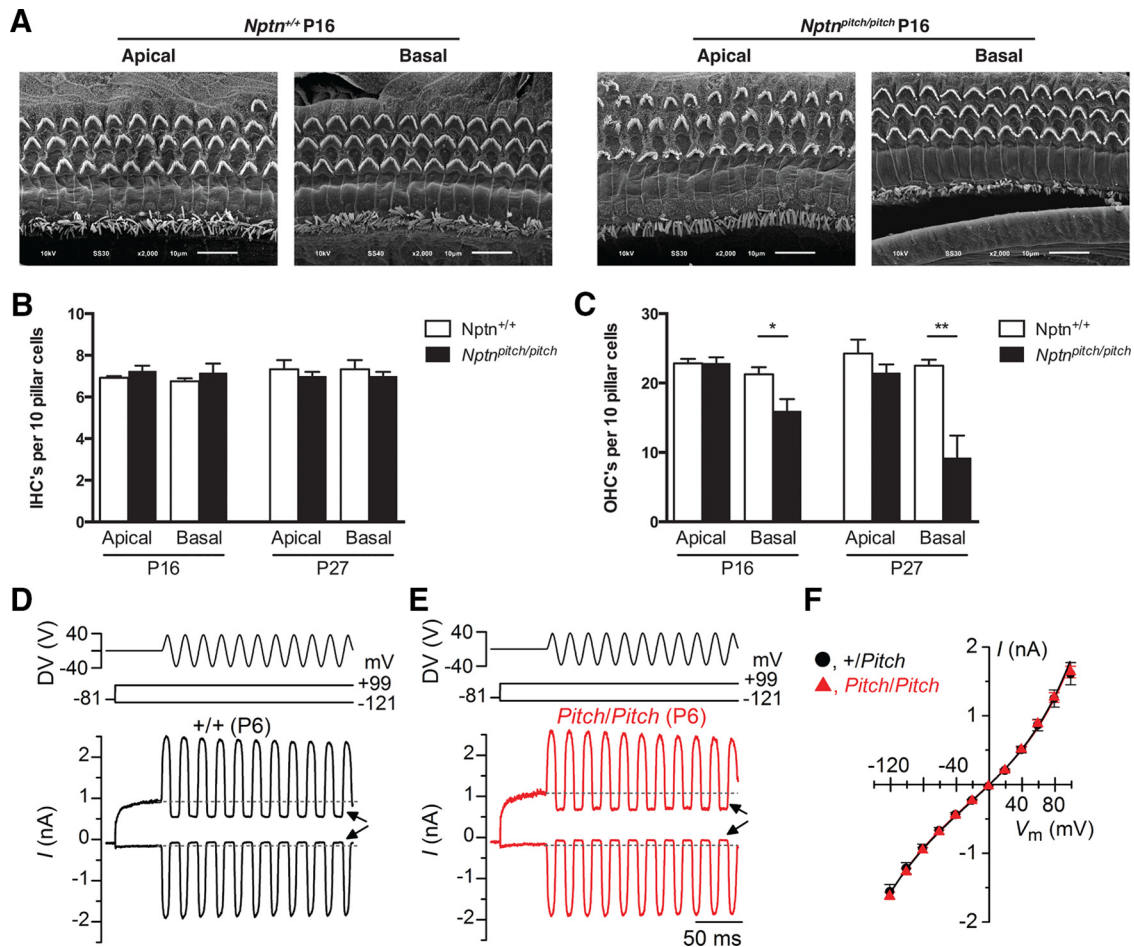 A
Nptn+/+ P16
Nptnpitch/pitch P16
Apical Basal Apical Basal
10kV SS30 x2,000 10µm
10kV SS40 x2,000 10µm
10kV SS30 x2,000 10µm
10kV SS30 x2,000 10µm
B
IHC's per 10 pillar cells
10
8
6
4
2
0
Apical Basal Apical Basal
P16 P27
Nptn+/+
Nptnpitch/pitch
C
OHC's per 10 pillar cells
30
20
10
0
* **
Apical Basal Apical Basal
P16 P27
Nptn+/+
Nptnpitch/pitch
D
DV (V)
40
-40
mV
+99
-81 -121
+/+ (P6)
I (nA)
2
1
0
-1
-2
E
DV (V)
40
-40
mV
+99
-81 -121
Pitch/Pitch (P6)
I (nA)
2
1
0
-1
-2
50 ms
F
, +/Pitch
, Pitch/Pitch
I (nA)
2
1
-120 -40
40 80
Vm (mV)
-1
-2